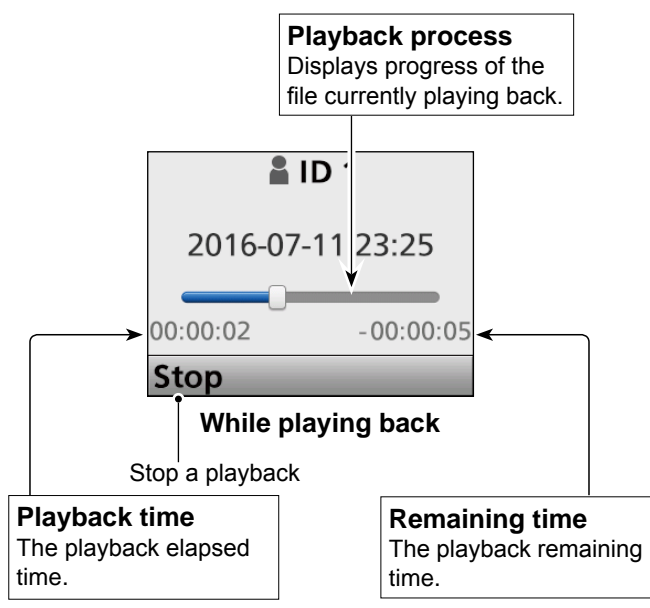 Playback process
Displays progress of the
file currently playing back.
ID 1
2016-07-11 23:25
00:00:02
-00:00:05
Stop
While playing back
Stop a playback
Playback time
The playback elapsed
time.
Remaining time
The playback remaining
time.